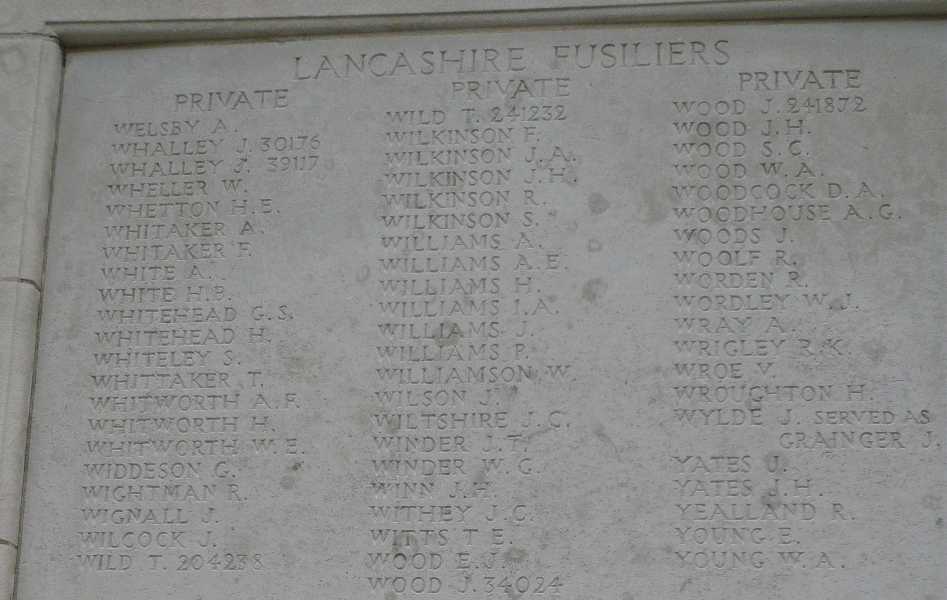 LANCASHIRE FUSILIERS
PRIVATE
WELSBY A.
WHALLEY J. 30176
WHALLEY J. 39117
WHELLER W.
WHETTON H.E.
WHITAKER A.
WHITAKER F.
WHITE A.
WHITE H.B.
WHITEHEAD G.S.
WHITEHEAD H.
WHITELEY S.
WHITTAKER T.
WHITWORTH A.F.
WHITWORTH H.
WHITWORTH W.E.
WIDDESON G.
WIGHTMAN R.
WIGNALL J.
WILCOCK J.
WILD T. 204238
PRIVATE
WILD T. 241232
WILKINSON F.
WILKINSON J.A.
WILKINSON J.H.
WILKINSON R.
WILKINSON S.
WILLIAMS A.
WILLIAMS A.E.
WILLIAMS H.
WILLIAMS I.A.
WILLIAMS J.
WILLIAMS P.
WILLIAMSON W.
WILSON J.
WILTSHIRE J.C.
WINDER J.T.
WINDER W.G.
WINN J.H.
WITHEY J.C.
WITTS T E.
WOOD E.J.
WOOD J. 34024
PRIVATE
WOOD J. 241872
WOOD J.H.
WOOD S.C.
WOOD W.A.
WOODCOCK D.A.
WOODHOUSE A.G.
WOODS J.
WOOLF R.
WORDEN R.
WORDLEY W.J.
WRAY A.
WRIGLEY R.K.
WROE V.
WROUGHTON H.
WYLDE J. SERVED AS
GRAINGER J.
YATES J.
YATES J.H.
YEALLAND R.
YOUNG E.
YOUNG W.A.